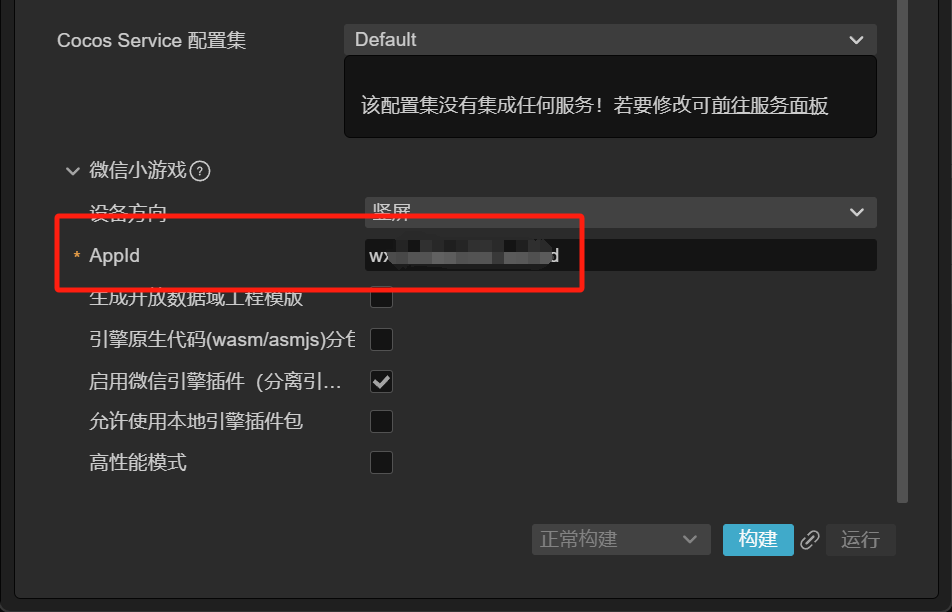 Cocos Service 配置集 Default
该配置集没有集成任何服务！若要修改可前往服务面板
微信小游戏?
设备方向 竖屏
* AppId wx d
生成开放数据域工程模版
引擎原生代码(wasm/asmjs)分包
启用微信引擎插件（分离引...
允许使用本地引擎插件包
高性能模式
正常构建 构建 运行